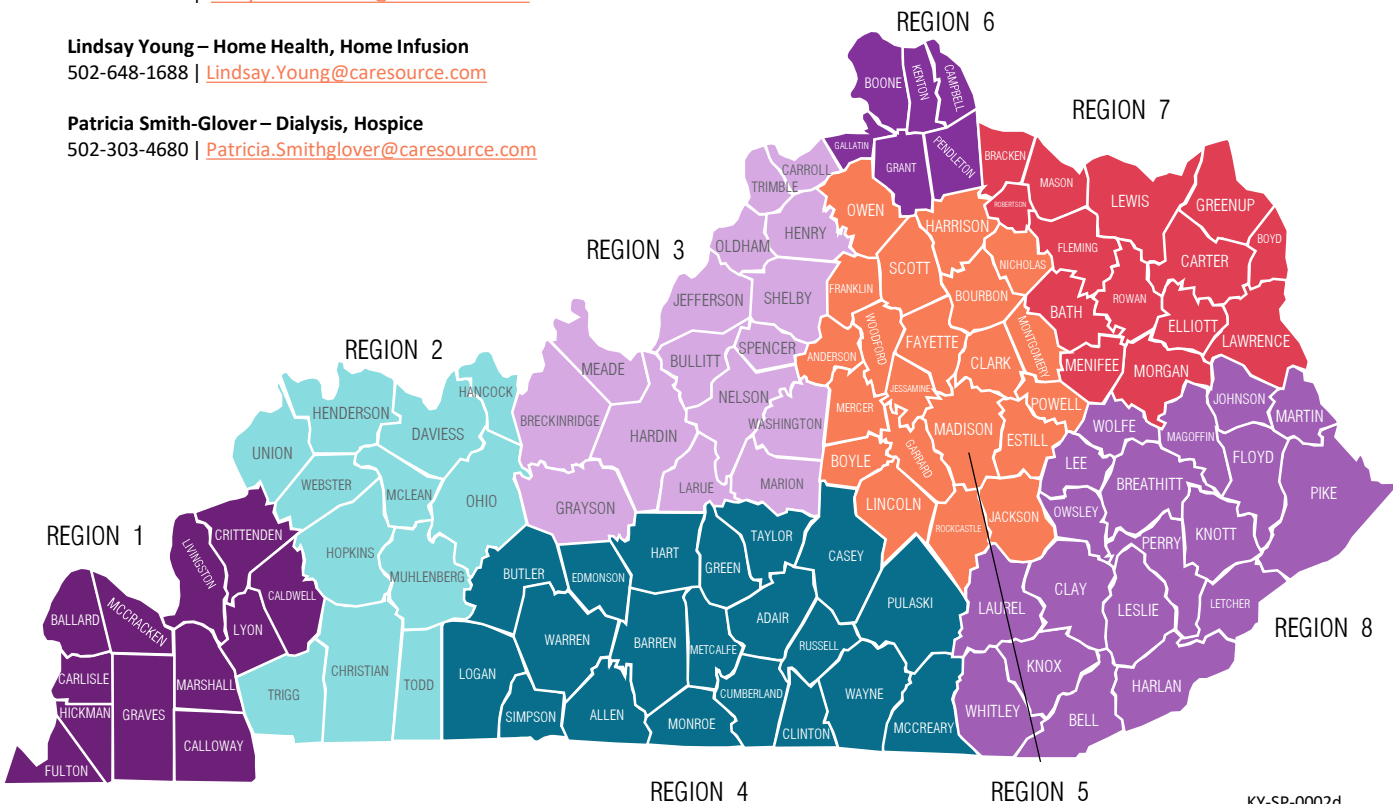 Lindsay Young – Home Health, Home Infusion
502-648-1688 | Lindsay.Young@caresource.com
Patricia Smith-Glover – Dialysis, Hospice
502-303-4680 | Patricia.Smithglover@caresource.com
REGION 6
BOONE
KENTON
CAMPBELL
GALLATIN
GRANT
PENDLETON
REGION 7
BRACKEN
MASON
ROBERTSON
LEWIS
GREENUP
BOYD
FLEMING
CARTER
BATH
ROWAN
ELLIOTT
LAWRENCE
MENIFEE
MORGAN
REGION 3
CARROLL
TRIMBLE
HENRY
OLDHAM
JEFFERSON
SHELBY
SPENCER
BULLITT
MEADE
NELSON
WASHINGTON
BRECKINRIDGE
HARDIN
LARUE
MARION
GRAYSON
OWEN
HARRISON
SCOTT
NICHOLAS
FRANKLIN
BOURBON
WOODFORD
FAYETTE
MONTGOMERY
ANDERSON
CLARK
JESSAMINE
MERCER
POWELL
MADISON
ESTILL
GARRARD
BOYLE
LINCOLN
ROCKCASTLE
JACKSON
REGION 2
HANCOCK
HENDERSON
DAVIESS
UNION
WEBSTER
MCLEAN
OHIO
HOPKINS
MUHLENBERG
CHRISTIAN
TODD
TRIGG
REGION 1
CRITTENDEN
LIVINGSTON
CALDWELL
LYON
BALLARD
MCCRACKEN
CARLISLE
MARSHALL
HICKMAN
GRAVES
CALLOWAY
FULTON
TAYLOR
HART
GREEN
CASEY
BUTLER
EDMONSON
ADAIR
PULASKI
WARREN
BARREN
METCALFE
RUSSELL
LOGAN
CUMBERLAND
WAYNE
SIMPSON
ALLEN
MONROE
CLINTON
MCCREARY
REGION 4
JOHNSON
MARTIN
WOLFE
MAGOFFIN
FLOYD
LEE
BREATHITT
PIKE
OWSLEY
PERRY
KNOTT
CLAY
LAUREL
LESLIE
LETCHER
KNOX
HARLAN
WHITLEY
BELL
REGION 8
REGION 5
KY-SP-0002d